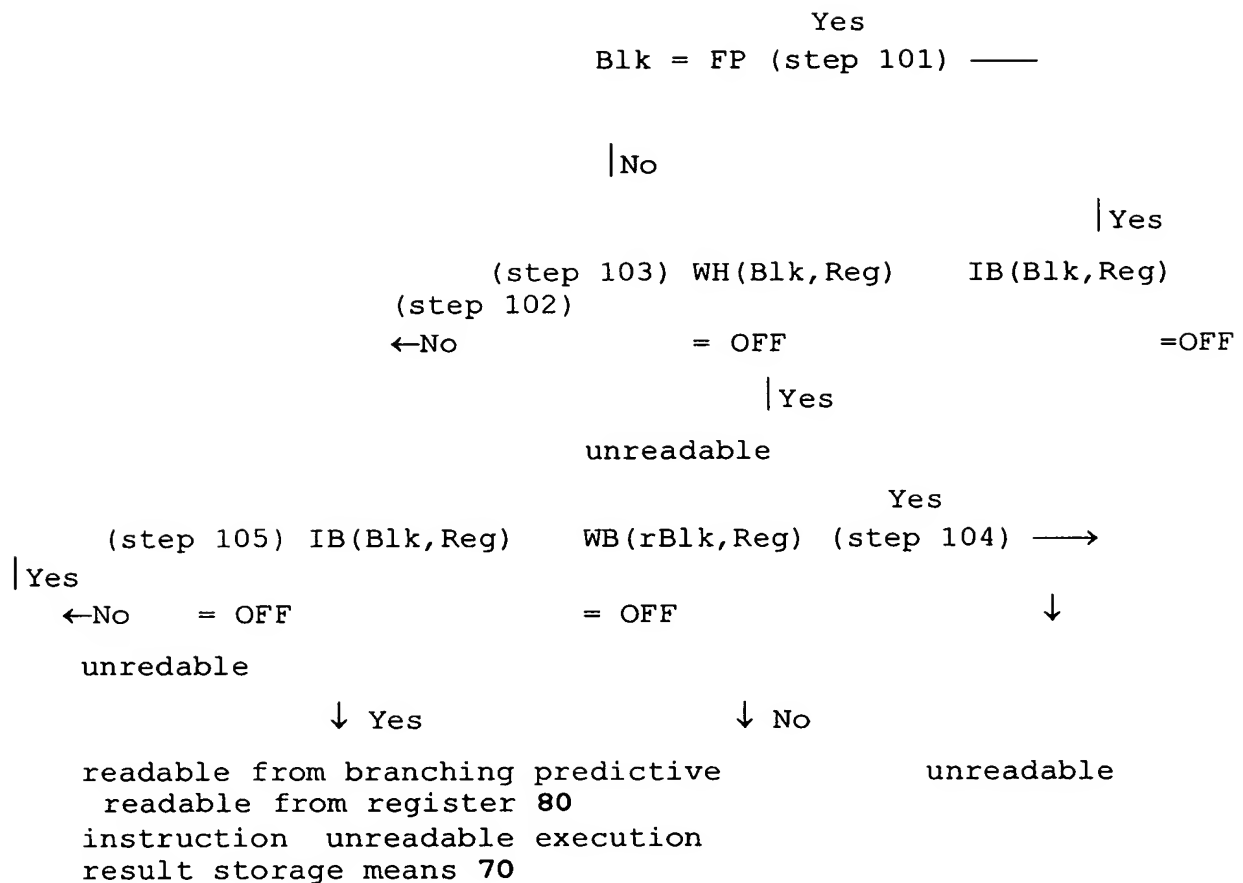 Yes
Blk = FP (step 101) ——
|No
|Yes
(step 103) WH(Blk,Reg) IB(Blk,Reg)
(step 102)
←No = OFF =OFF
|Yes
unreadable
Yes
(step 105) IB(Blk,Reg) WB(rBlk,Reg) (step 104) ⟶
|Yes
←No = OFF = OFF ↓
unredable
↓ Yes ↓ No
readable from branching predictive unreadable
readable from register 80
instruction unreadable execution
result storage means 70